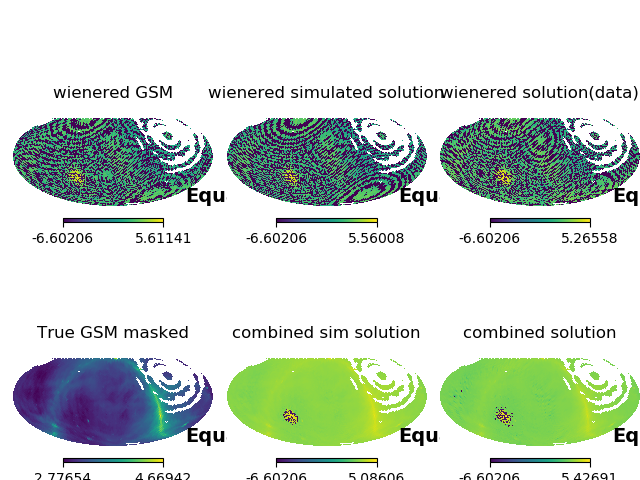 wienered GSM
wienered simulated solution
wienered solution(data)
Equ
Equ
Eq
-6.60206 5.61141
-6.60206 5.56008
-6.60206 5.26558
True GSM masked
combined sim solution
combined solution
Equ
Equ
Eq
2.77654 4.66942
-6.60206 5.08606
-6.60206 5.42691